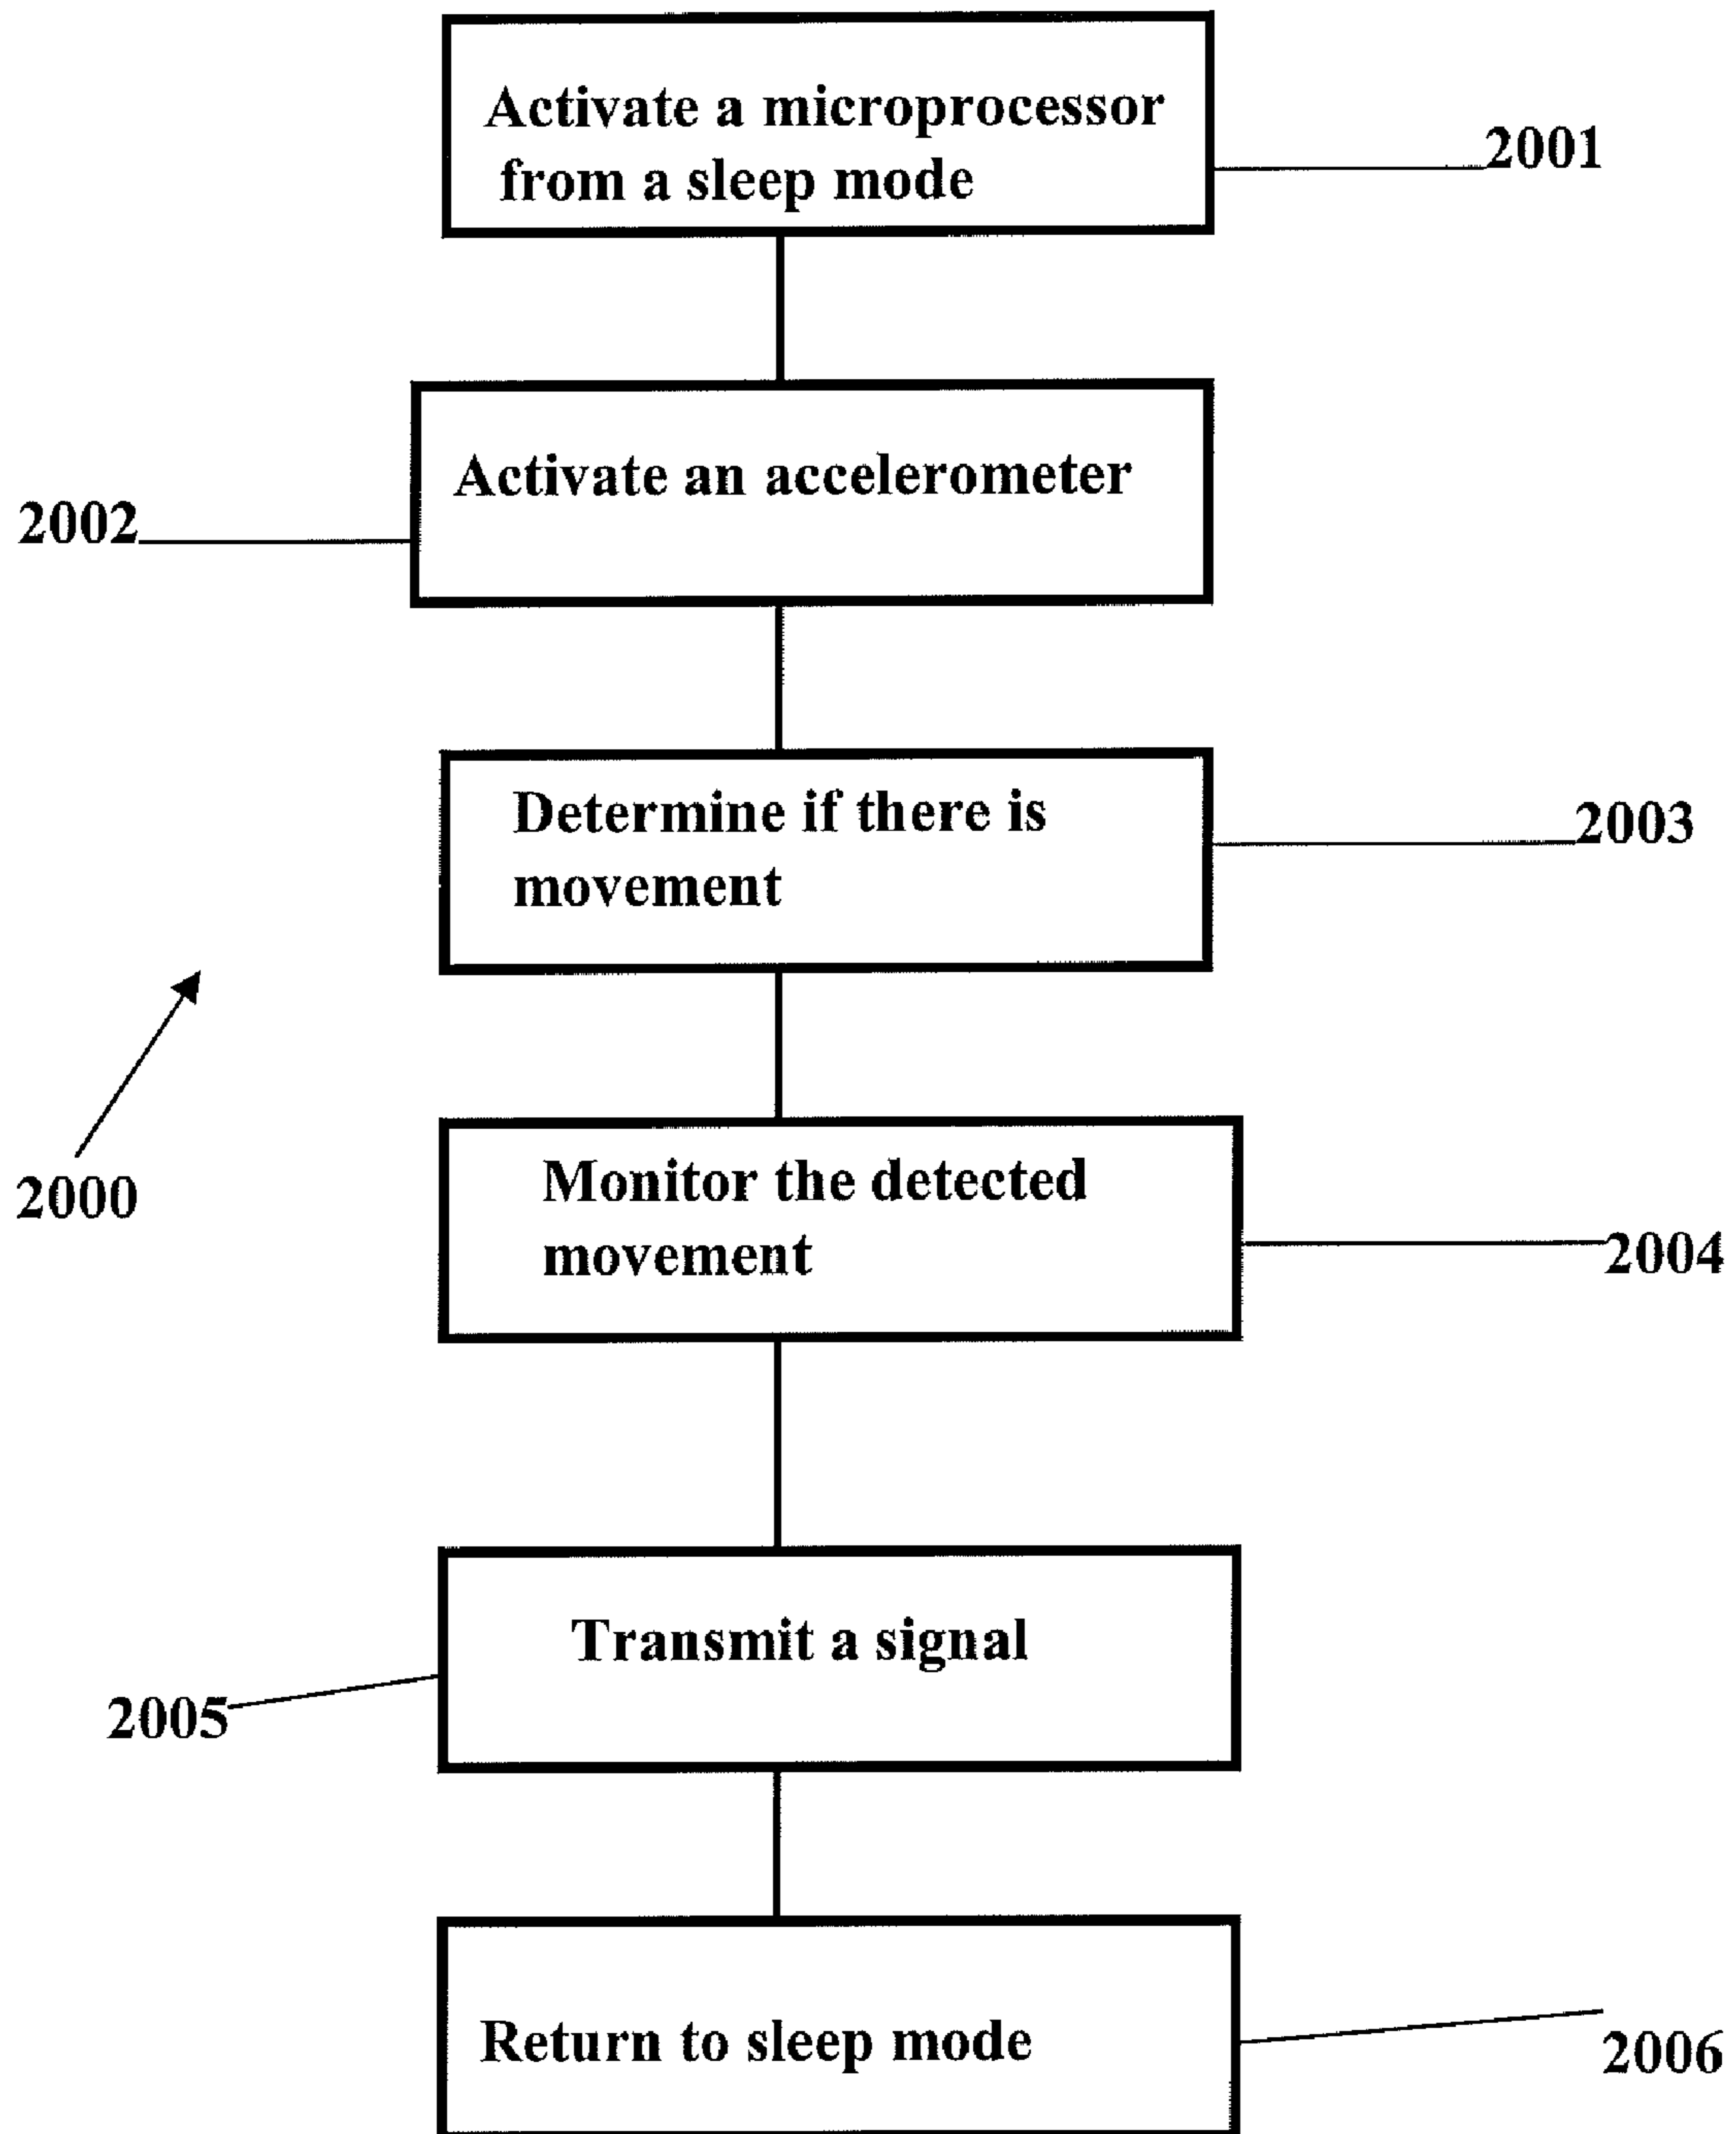 Activate a microprocessor
from a sleep mode
2001
Activate an accelerometer
2002
Determine if there is
movement
2003
2000
Monitor the detected
movement
2004
Transmit a signal
2005
Return to sleep mode
2006